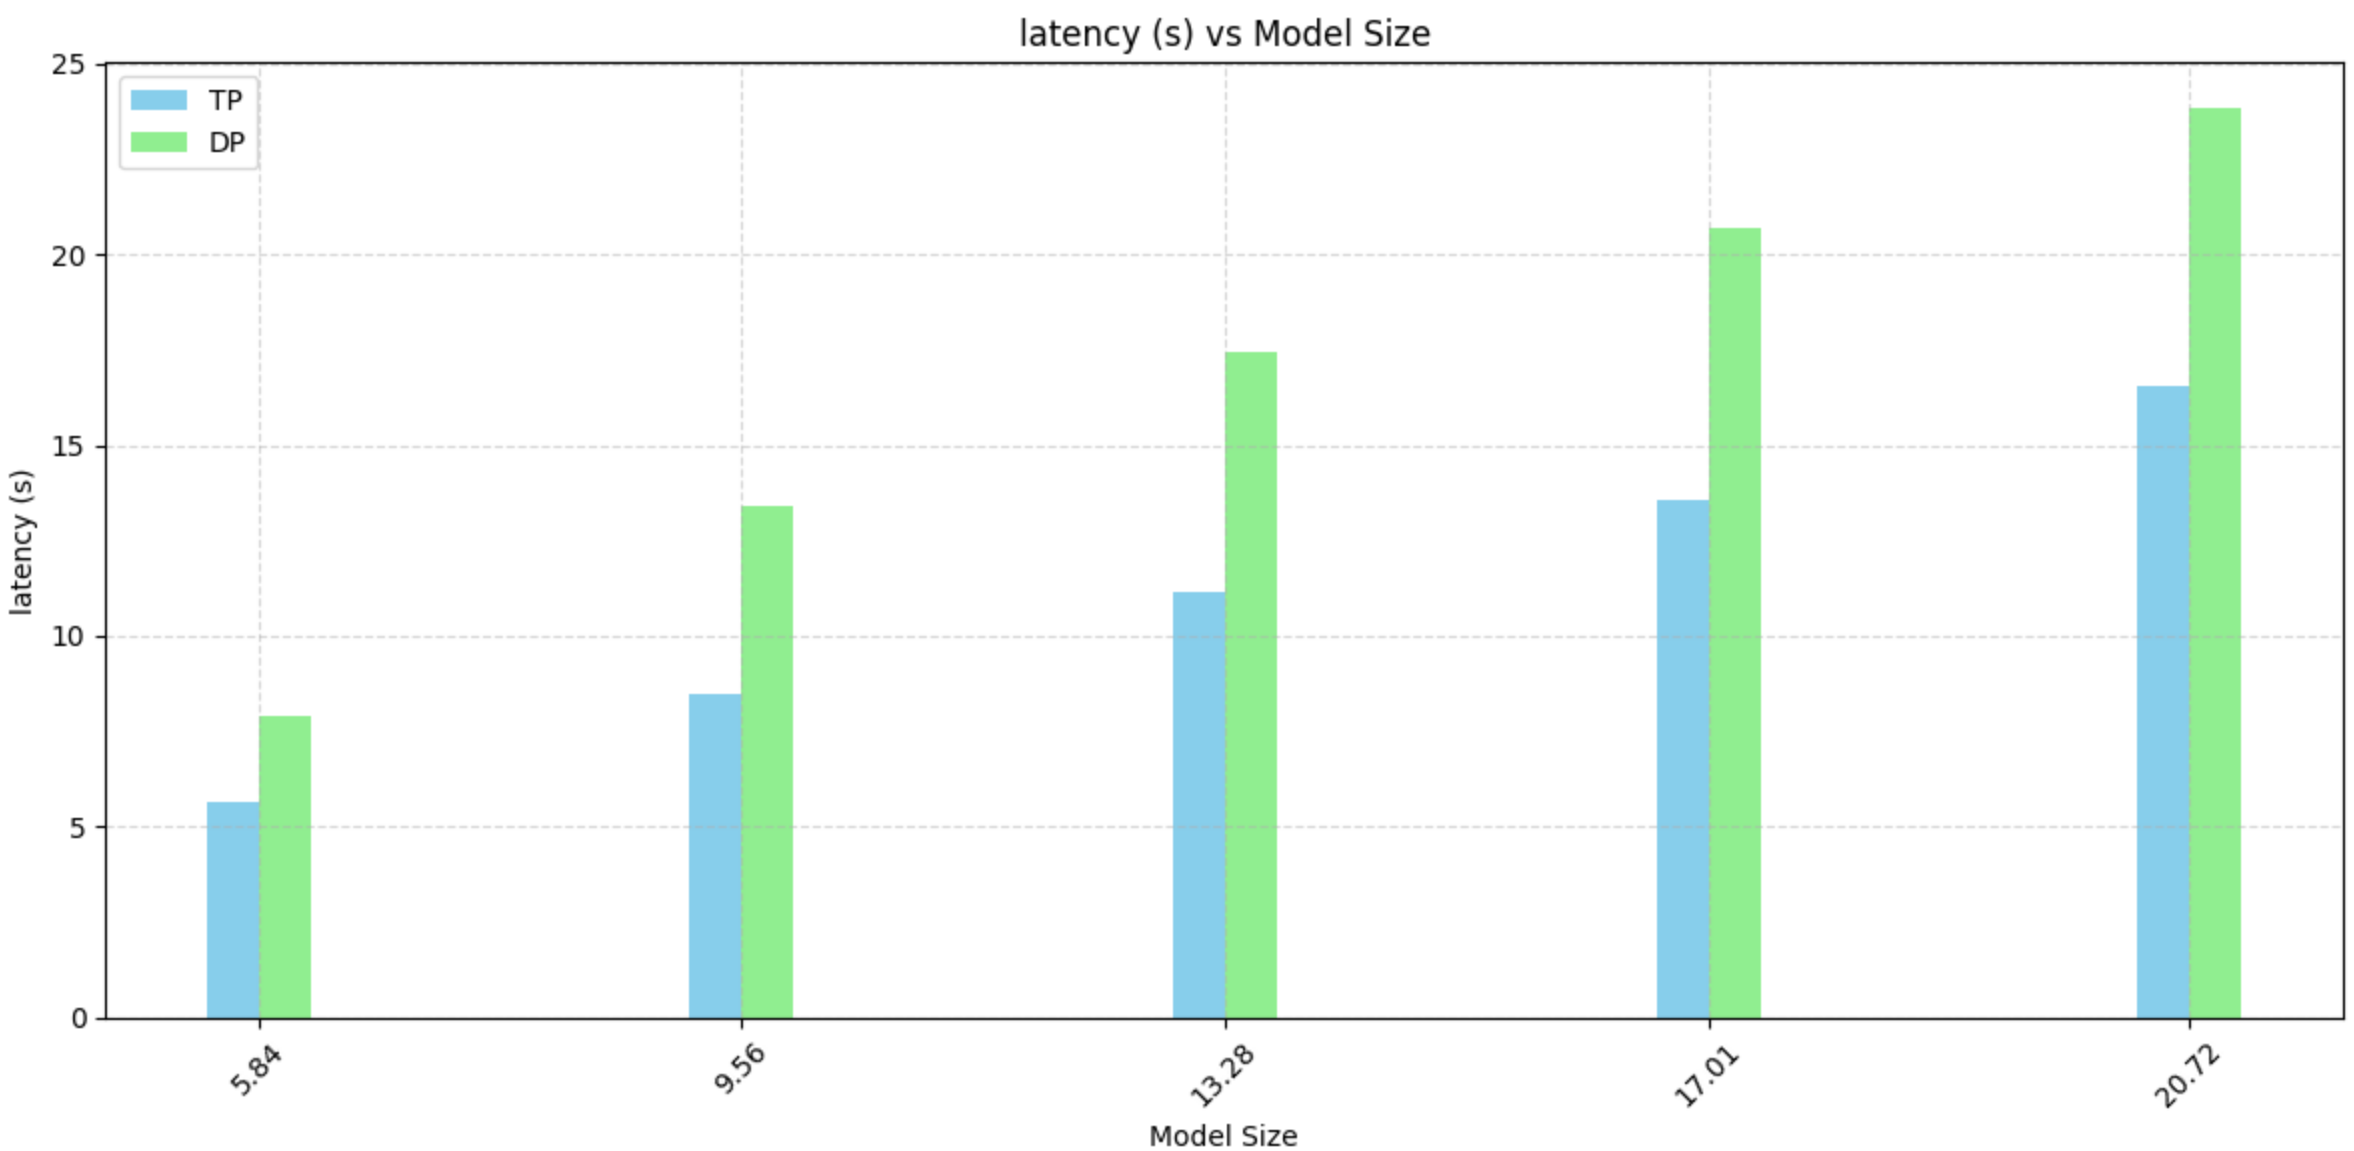 latency (s) vs Model Size
25
TP
DP
20
15
latency (s)
10
5
0
5.84
9.56
13.28
17.01
20.72
Model Size